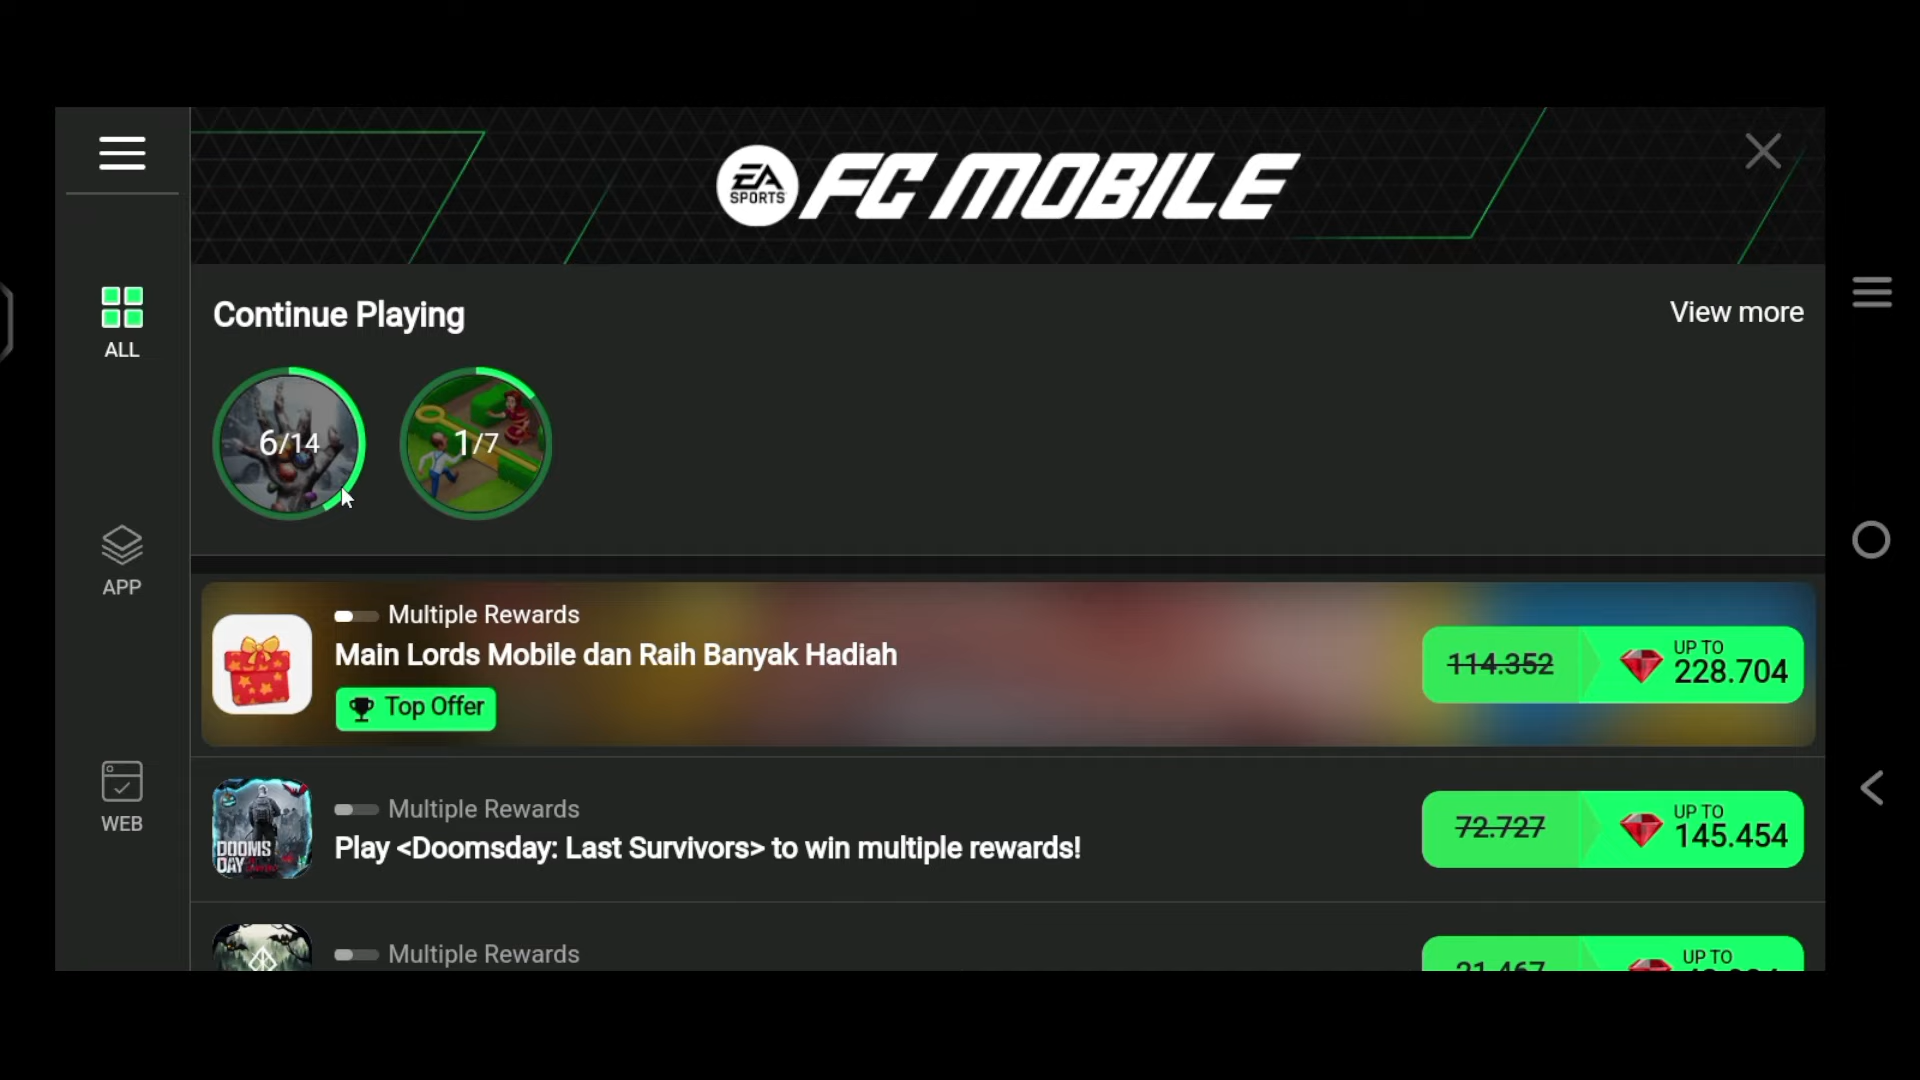 EA
SPORTS
FC MOBILE
ALL
APP
WEB
Continue Playing
View more
6/14
1/7
Multiple Rewards
Main Lords Mobile dan Raih Banyak Hadiah
Top Offer
114.352
UP TO
228.704
DOOMS
DAY
Multiple Rewards
Play <Doomsday: Last Survivors> to win multiple rewards!
72.727
UP TO
145.454
Multiple Rewards
UP TO